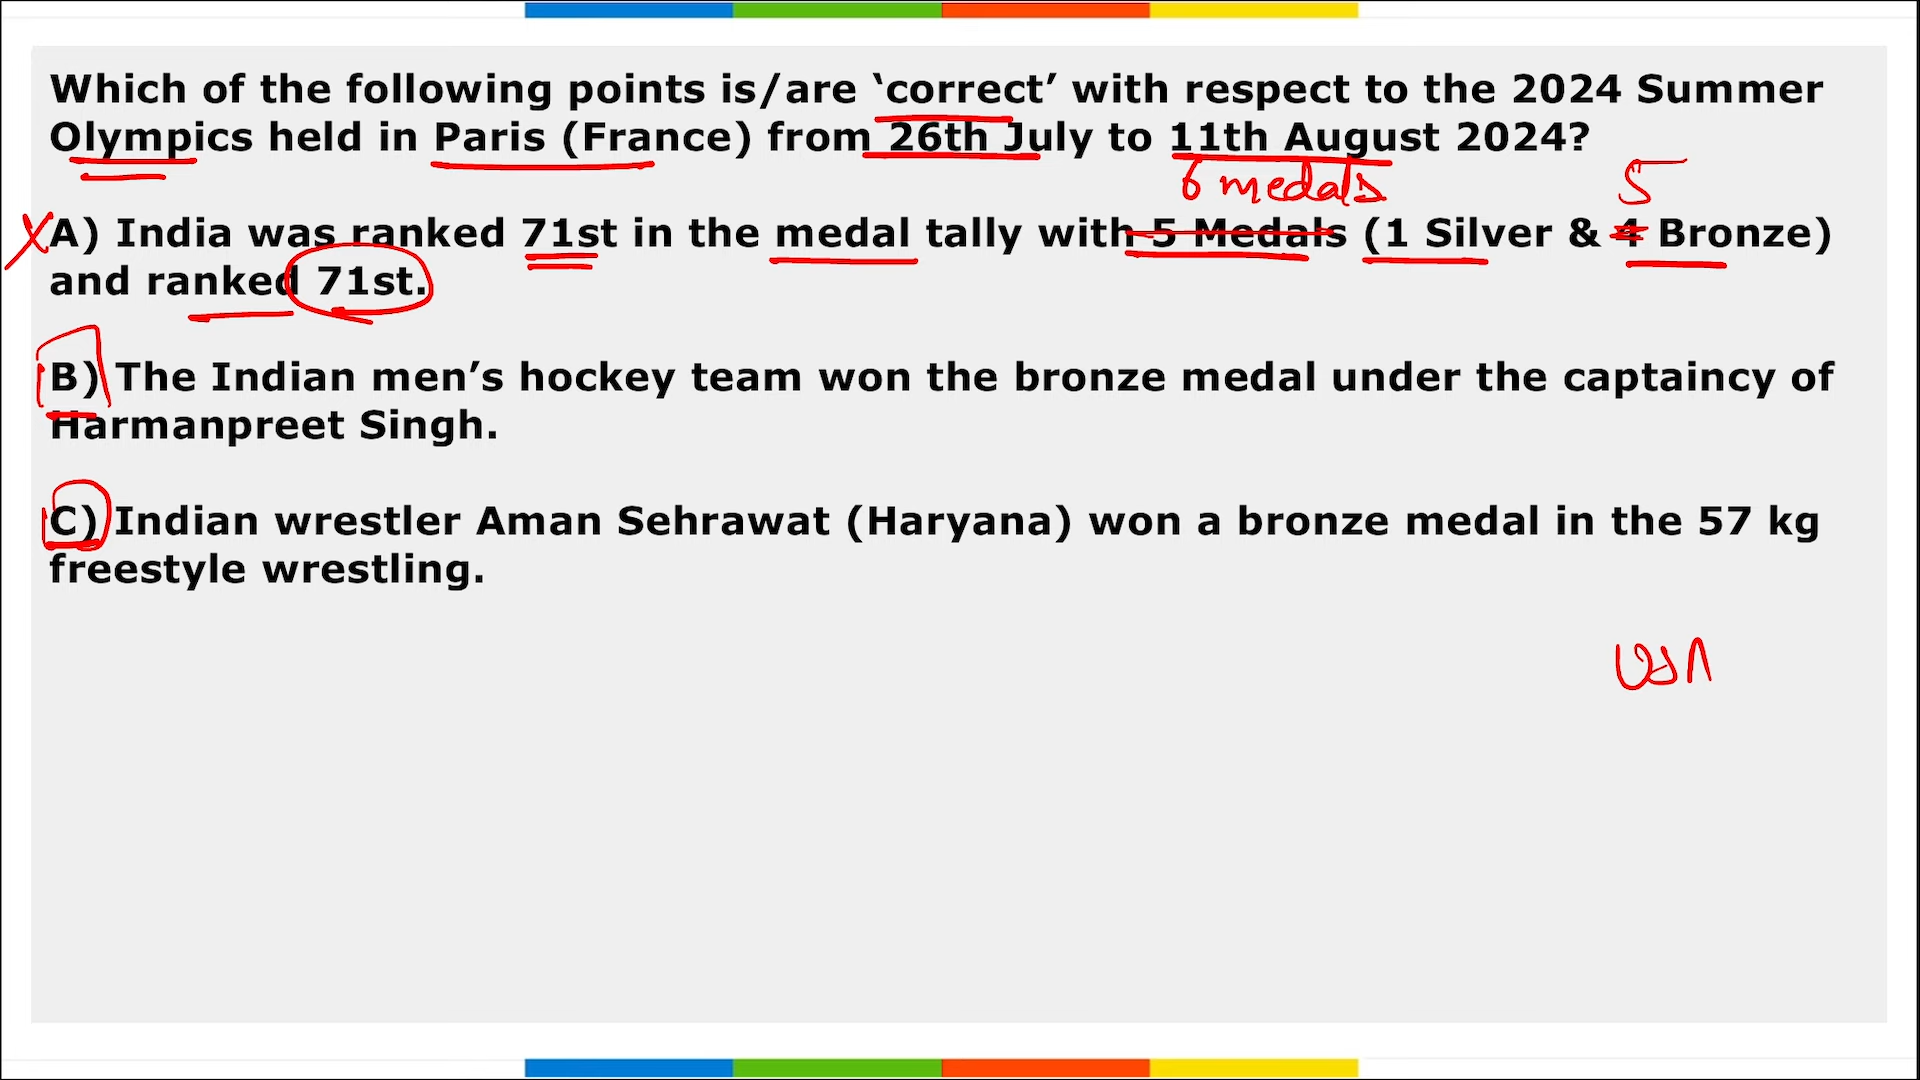 Which of the following points is/are ‘correct’ with respect to the 2024 Summer
Olympics held in Paris (France) from 26th July to 11th August 2024?
6 medals 5
A) India was ranked 71st in the medal tally with 5 Medals (1 Silver & 4 Bronze)
and ranked 71st.
B) The Indian men’s hockey team won the bronze medal under the captaincy of
Harmanpreet Singh.
C) Indian wrestler Aman Sehrawat (Haryana) won a bronze medal in the 57 kg
freestyle wrestling.
USA